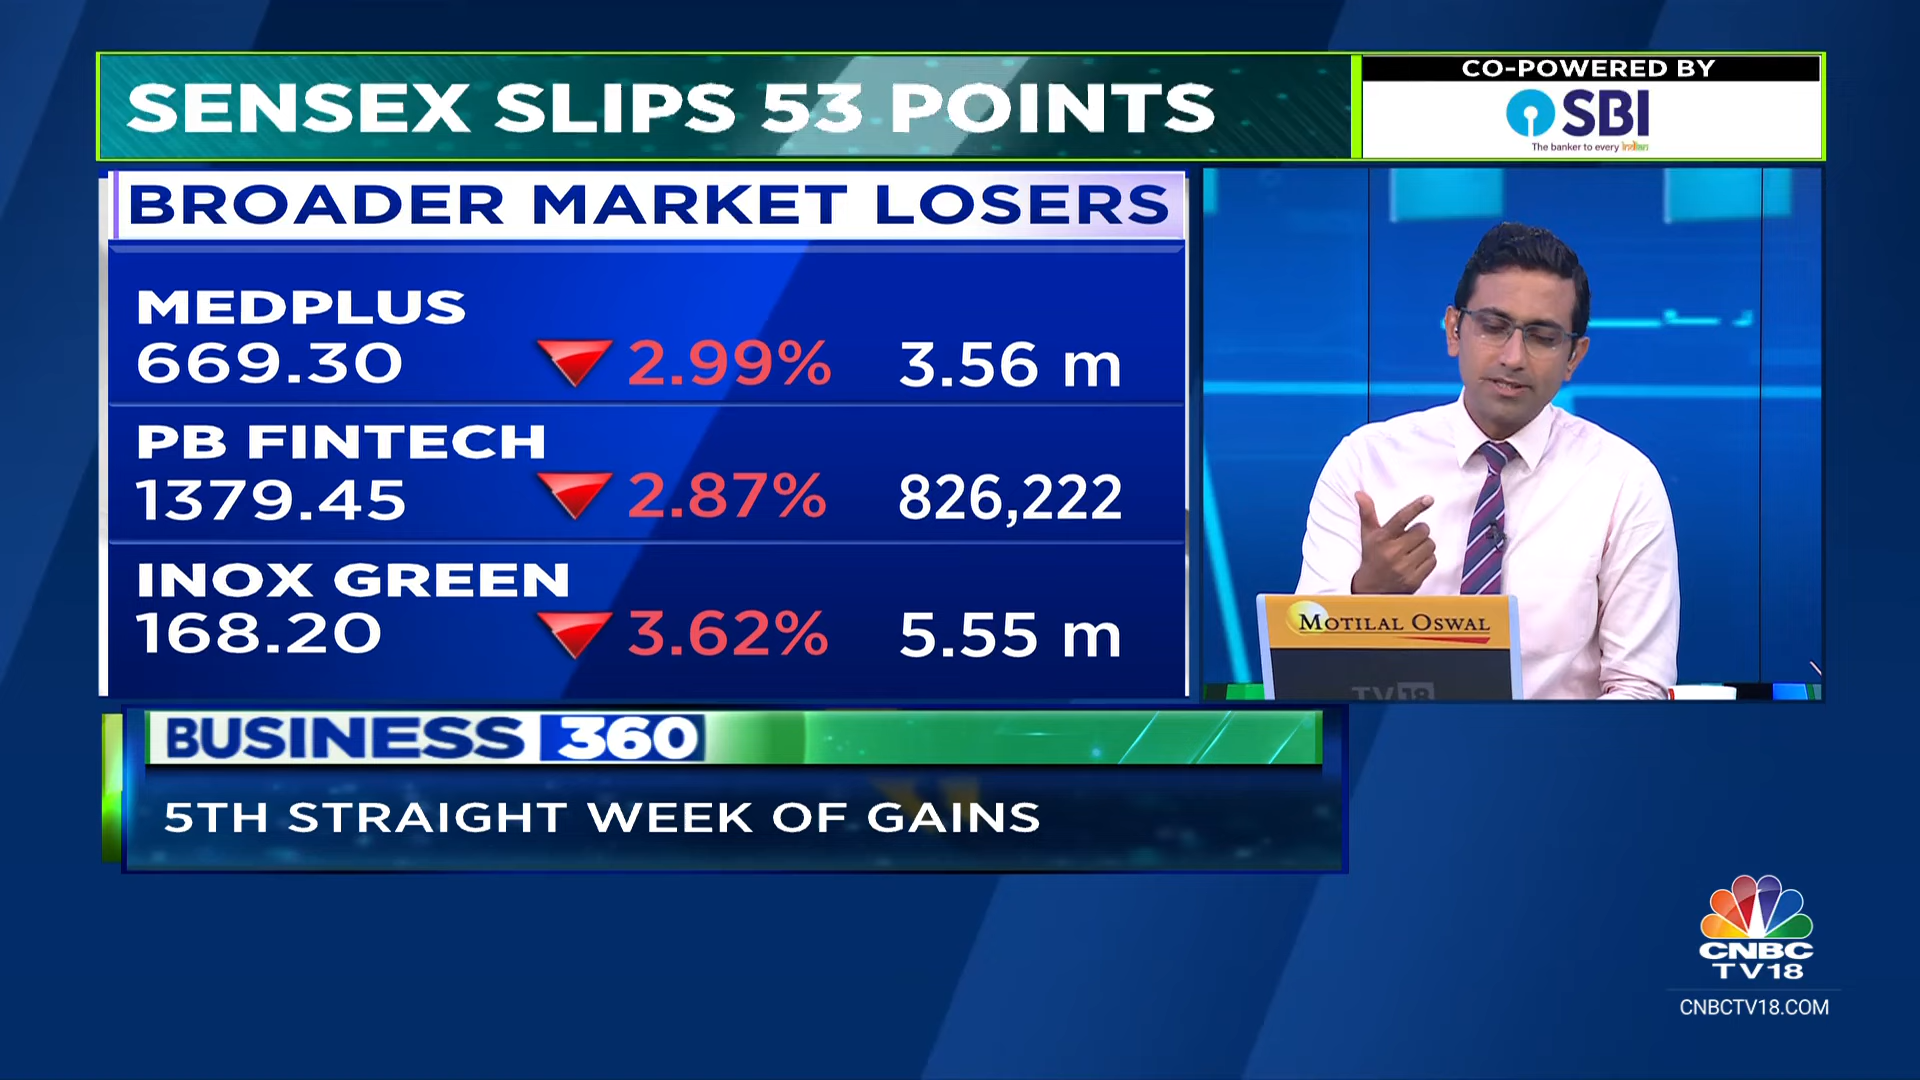 SENSEX SLIPS 53 POINTS
CO-POWERED BY
SBI
The banker to every Indian
BROADER MARKET LOSERS
MEDPLUS
669.30 2.99% 3.56 m
PB FINTECH
1379.45 2.87% 826,222
INOX GREEN
168.20 3.62% 5.55 m
MOTILAL OSWAL
TV18
BUSINESS 360
5TH STRAIGHT WEEK OF GAINS
CNBC
TV18
CNBCTV18.COM